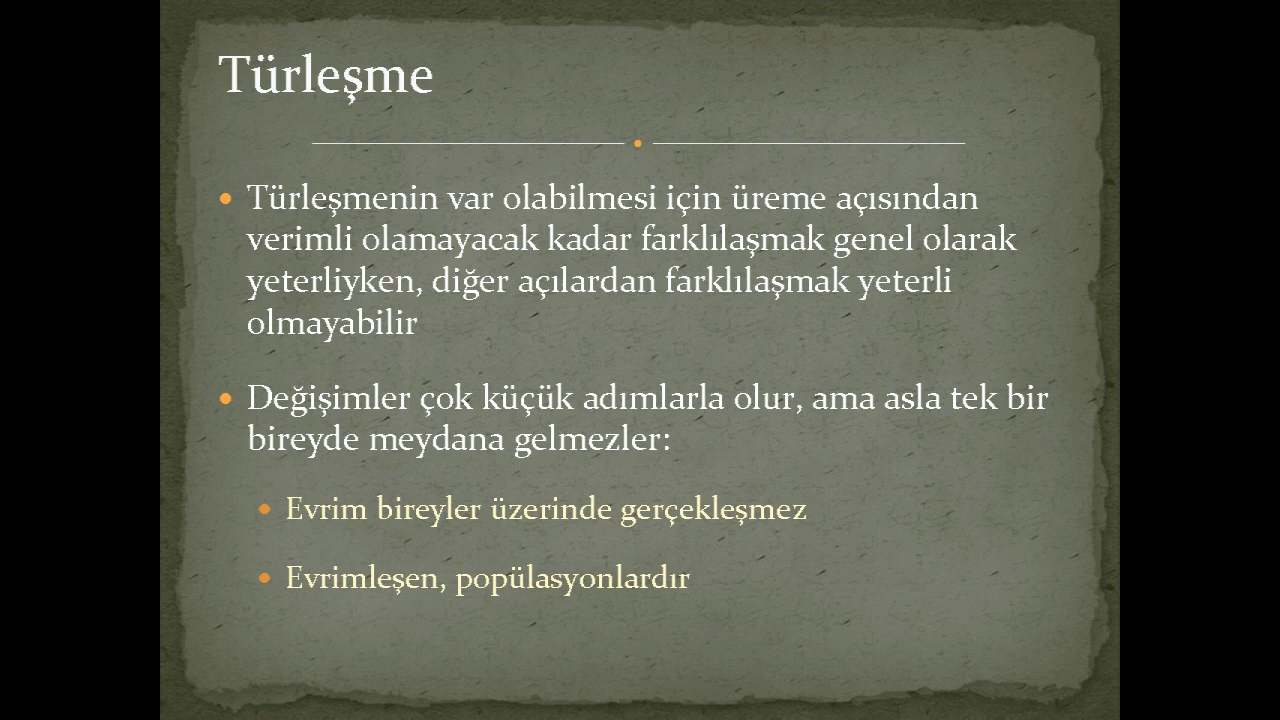 Türleşme
Türleşmenin var olabilmesi için üreme açısından
verimli olamayacak kadar farklılaşmak genel olarak
yeterliyken, diğer açılardan farklılaşmak yeterli
olmayabilir
Değişimler çok küçük adımlarla olur, ama asla tek bir
bireyde meydana gelmezler:
Evrim bireyler üzerinde gerçekleşmez
Evrimleşen, popülasyonlardır